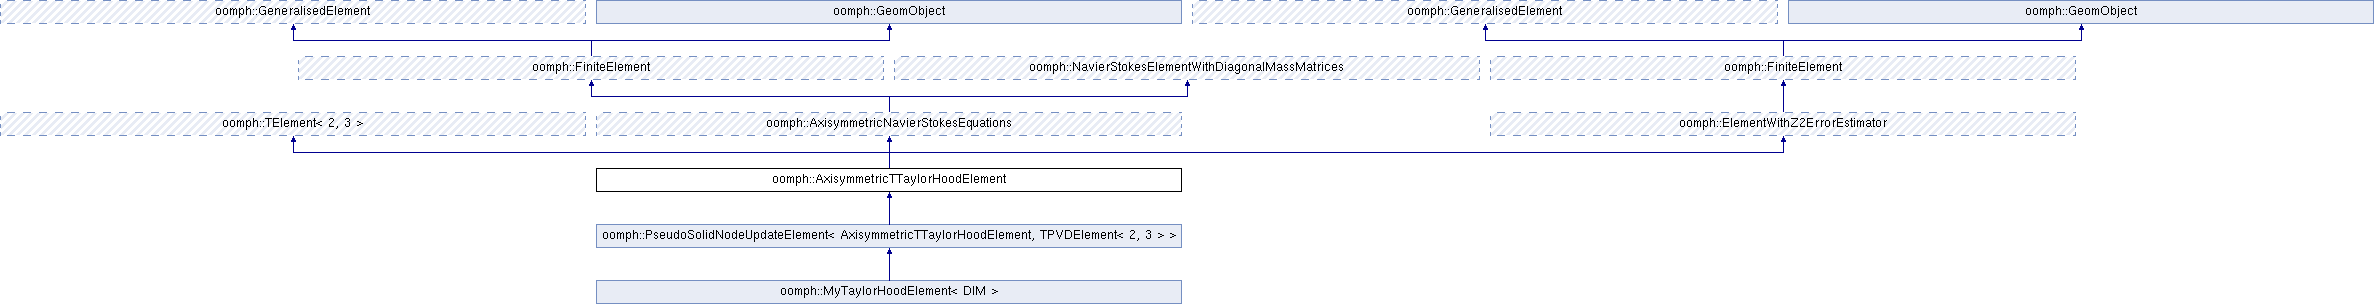 oomph::GeneralisedElement
oomph::GeomObject
oomph::GeneralisedElement
oomph::GeomObject
oomph::FiniteElement
oomph::NavierStokesElementWithDiagonalMassMatrices
oomph::FiniteElement
oomph::TElement< 2, 3 >
oomph::AxisymmetricNavierStokesEquations
oomph::ElementWithZ2ErrorEstimator
oomph::AxisymmetricTTaylorHoodElement
oomph::PseudoSolidNodeUpdateElement< AxisymmetricTTaylorHoodElement, TPVDElement< 2, 3 > >
oomph::MyTaylorHoodElement< DIM >